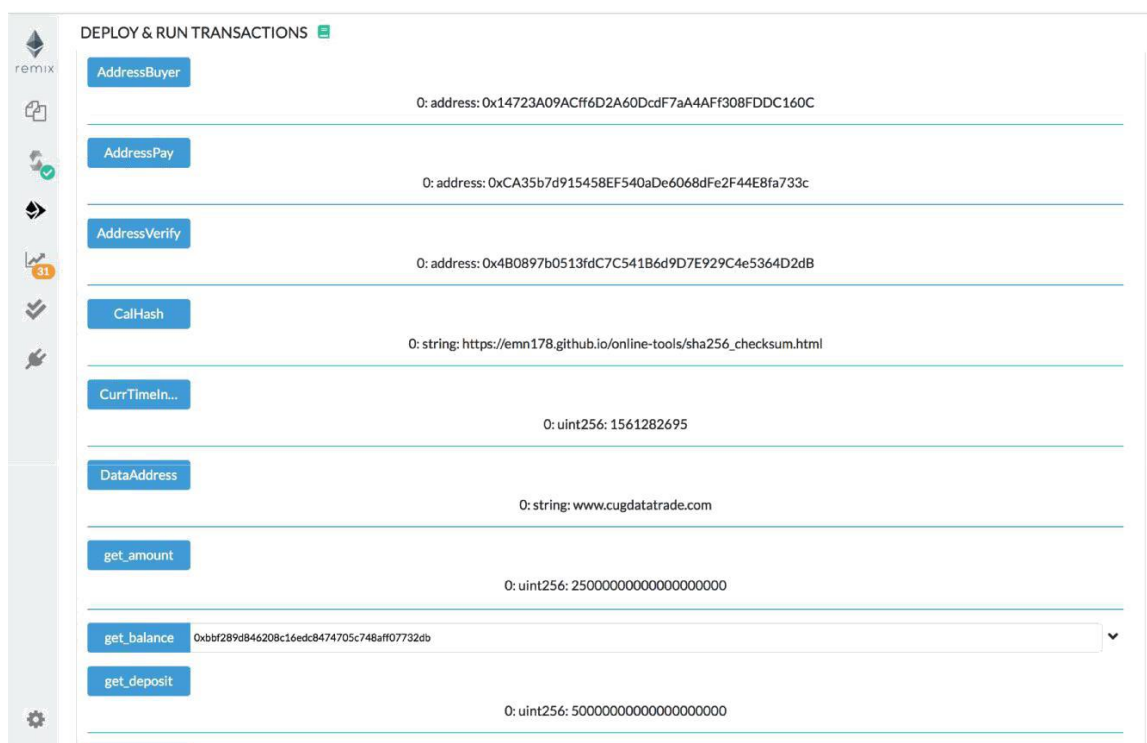 DEPLOY & RUN TRANSACTIONS
remix
AddressBuyer
0: address: 0x14723A09ACff6D2A60DcdF7aA4AFf308FDDC160C
AddressPay
0: address: 0xCA35b7d915458EF540aDe6068dFe2F44E8fa733c
AddressVerify
0: address: 0x4B0897b0513fdC7C541B6d9D7E929C4e5364D2dB
31
CalHash
0: string: https://emn178.github.io/online-tools/sha256_checksum.html
CurrTimeIn...
0: uint256: 1561282695
DataAddress
0: string: www.cugdatatrade.com
get_amount
0: uint256: 25000000000000000000
get_balance 0xbbf289d846208c16edc8474705c748aff07732db
get_deposit
0: uint256: 50000000000000000000